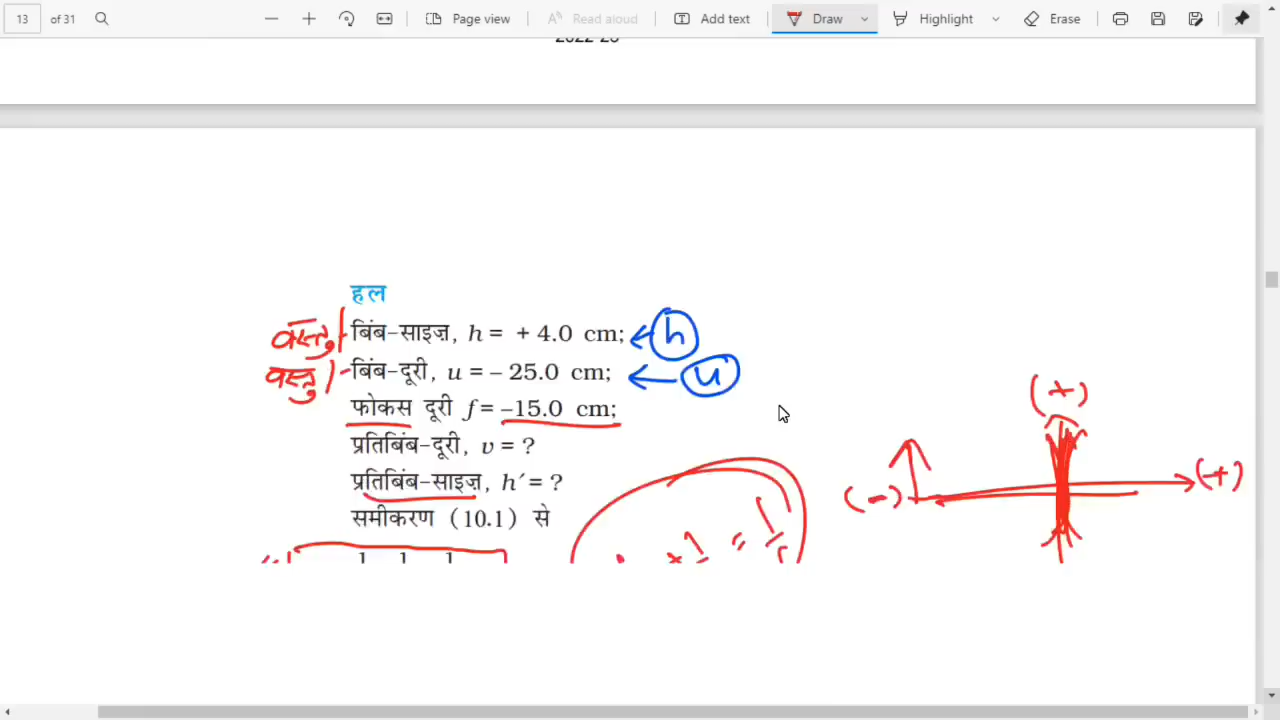 13 of 31 Page view Read aloud Add text Draw Highlight Erase
हल
वस्तु बिंब-साइज़, h = + 4.0 cm; h
वस्तु बिंब-दूरी, u = – 25.0 cm; u
फोकस दूरी f = –15.0 cm;
(+)
प्रतिबिंब-दूरी, v = ?
(-) (+)
प्रतिबिंब-साइज़, h′ = ?
समीकरण (10.1) से